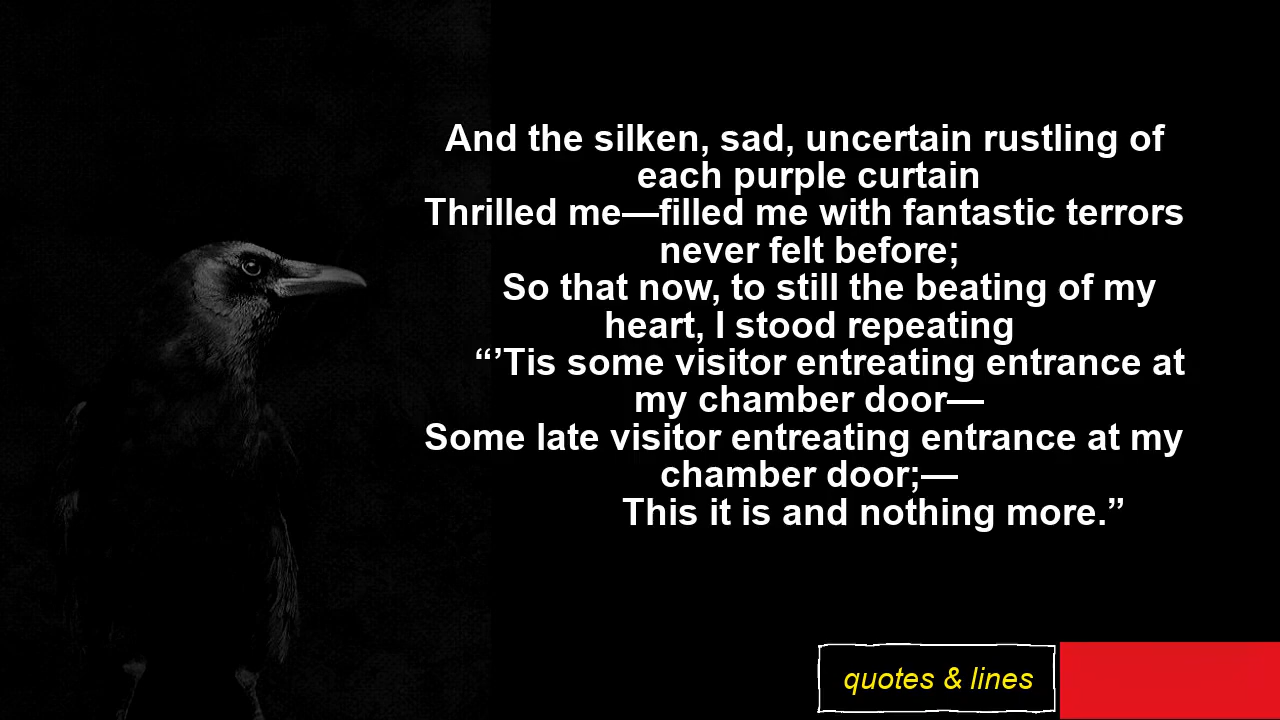 And the silken, sad, uncertain rustling of
each purple curtain
Thrilled me—filled me with fantastic terrors
never felt before;
So that now, to still the beating of my
heart, I stood repeating
“’Tis some visitor entreating entrance at
my chamber door—
Some late visitor entreating entrance at my
chamber door;—
This it is and nothing more.”
quotes & lines